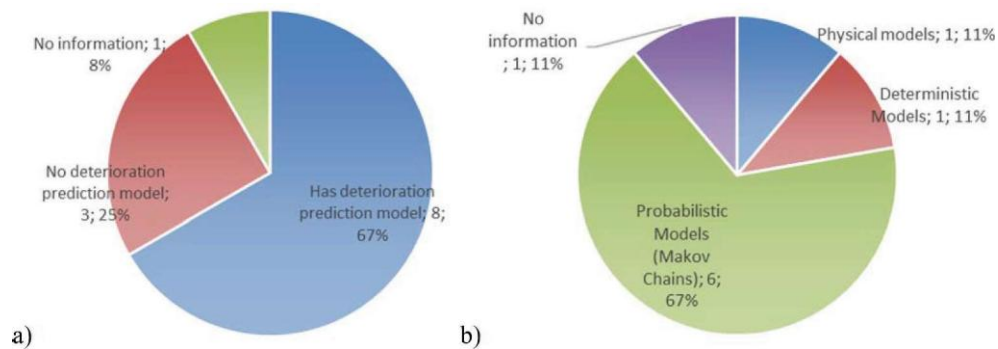 No information; 1;
8%
No deterioration
prediction model;
3; 25%
Has deterioration
prediction model; 8;
67%
a)
No
information
; 1; 11%
Physical models; 1; 11%
Deterministic
Models; 1; 11%
Probabilistic
Models
(Makov
Chains); 6;
67%
b)